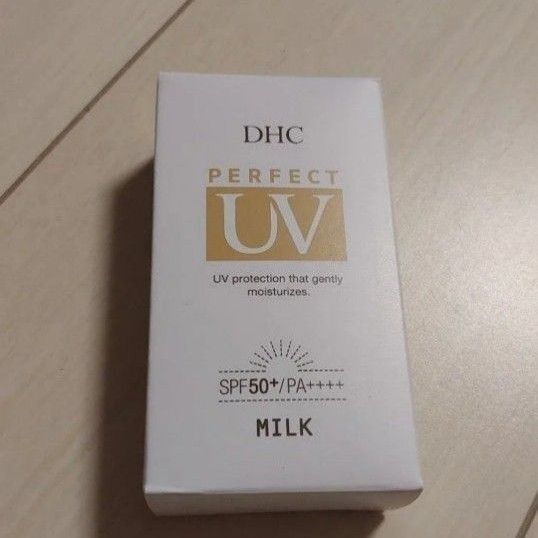 DHC
PERFECT
UV
UV protection that gently
moisturizes.
SPF50+/PA++++
MILK